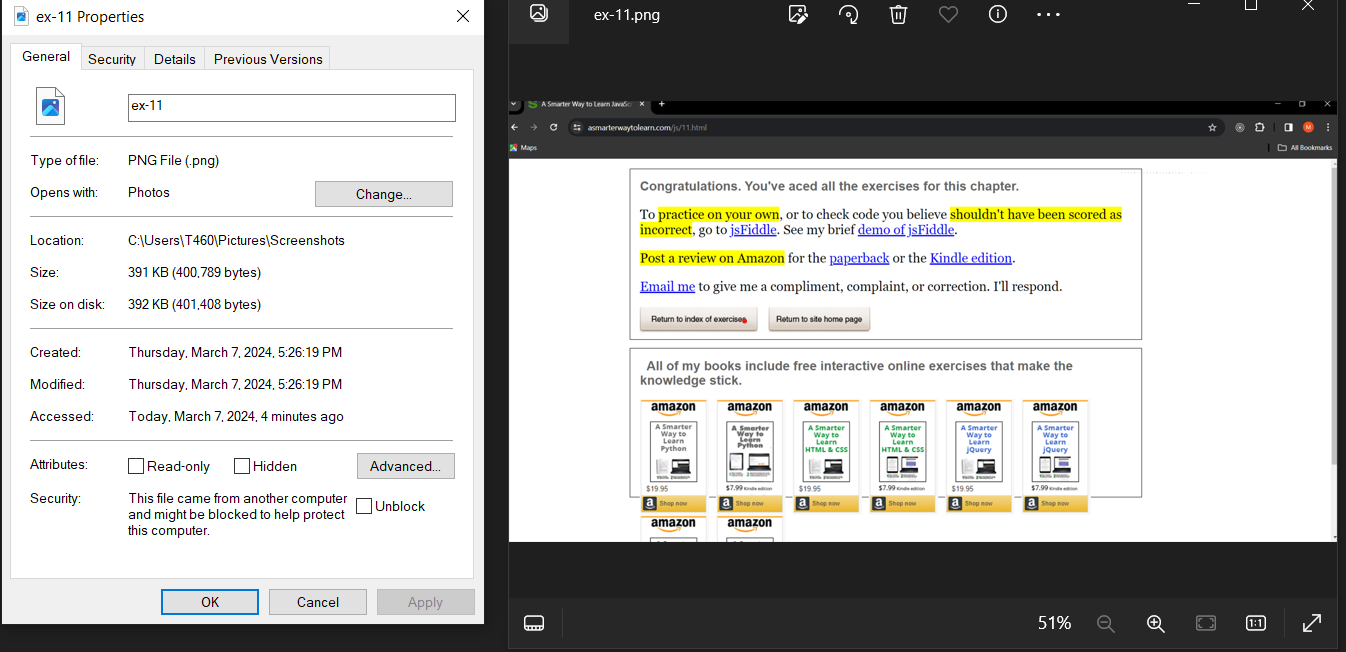 ex-11 Properties
General
Security
Details
Previous Versions
ex-11
Type of file:
PNG File (.png)
Opens with:
Photos
Change...
Location:
C:\Users\T460\Pictures\Screenshots
Size:
391 KB (400,789 bytes)
Size on disk:
392 KB (401,408 bytes)
Created:
Thursday, March 7, 2024, 5:26:19 PM
Modified:
Thursday, March 7, 2024, 5:26:19 PM
Accessed:
Today, March 7, 2024, 4 minutes ago
Attributes:
Read-only
Hidden
Advanced...
Security:
This file came from another computer
and might be blocked to help protect
this computer.
Unblock
OK
Cancel
Apply
ex-11.png
A Smarter Way to Learn JavaSc
asmarterwaytolearn.com/js/11.html
M
Maps
All Bookmarks
Congratulations. You've aced all the exercises for this chapter.
To practice on your own, or to check code you believe shouldn't have been scored as
incorrect, go to jsFiddle. See my brief demo of jsFiddle.
Post a review on Amazon for the paperback or the Kindle edition.
Email me to give me a compliment, complaint, or correction. I'll respond.
Return to index of exercises
Return to site home page
All of my books include free interactive online exercises that make the
knowledge stick.
amazon
A Smarter
Way to
Learn
Python
$19.95
a Shop now
amazon
A Smarter
Way to
Learn
Python
$7.99 Kindle edition
a Shop now
amazon
A Smarter
Way to
Learn
HTML & CSS
$19.95
a Shop now
amazon
A Smarter
Way to
Learn
HTML & CSS
$7.99 Kindle edition
a Shop now
amazon
A Smarter
Way to
Learn
jQuery
$19.95
a Shop now
amazon
A Smarter
Way to
Learn
jQuery
$7.99 Kindle edition
a Shop now
amazon
amazon
51%
1:1